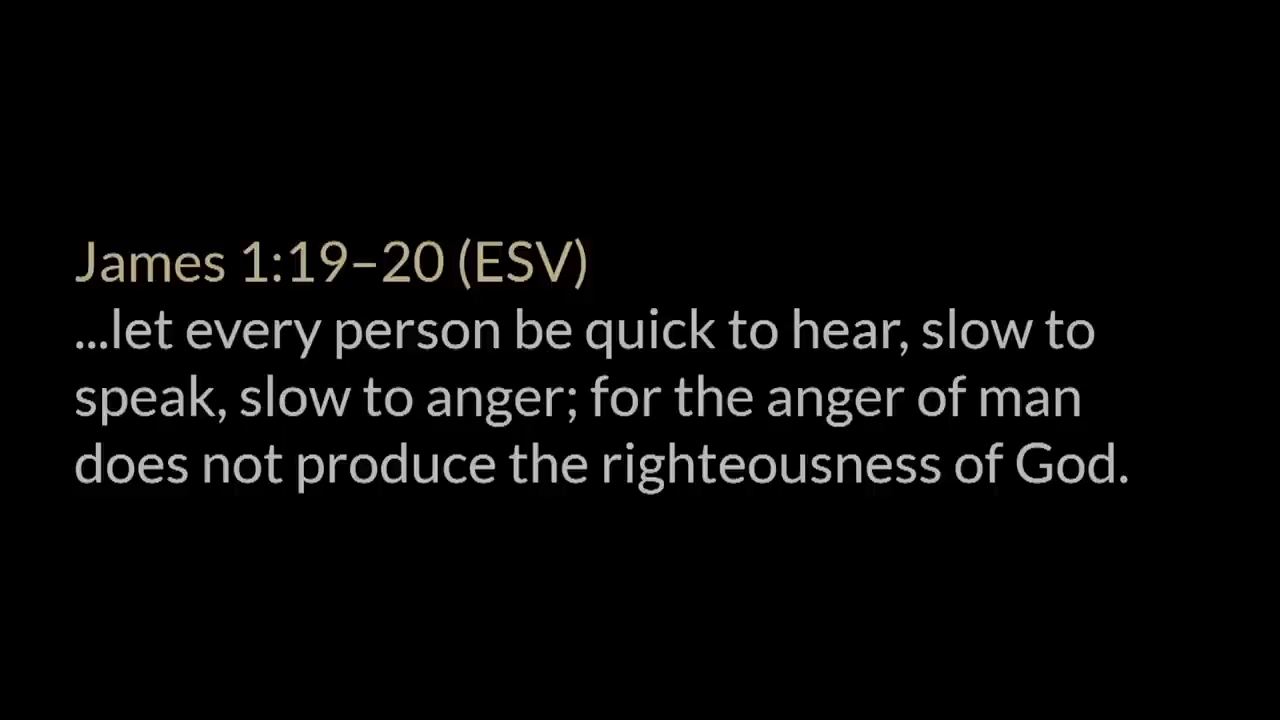 James 1:19–20 (ESV)
...let every person be quick to hear, slow to
speak, slow to anger; for the anger of man
does not produce the righteousness of God.